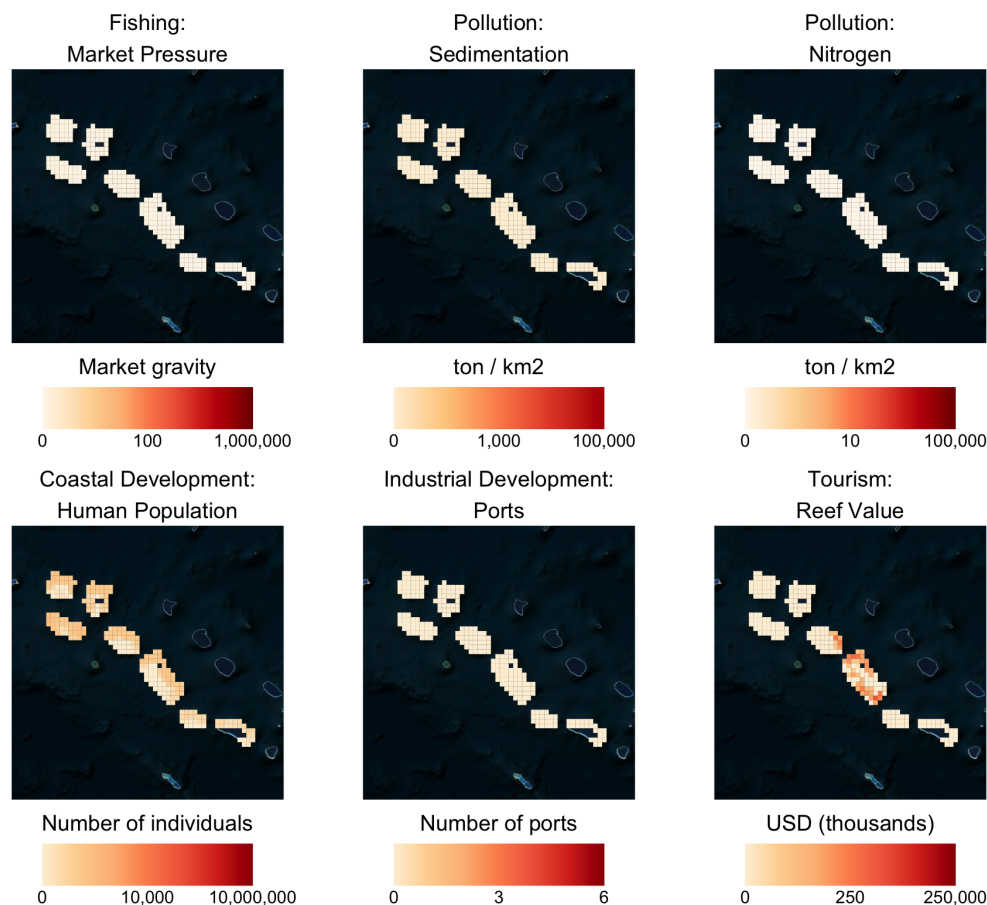 Fishing:
Market Pressure
Pollution:
Sedimentation
Pollution:
Nitrogen
Market gravity
0 100 1,000,000
ton / km2
0 1,000 100,000
ton / km2
0 10 100,000
Coastal Development:
Human Population
Industrial Development:
Ports
Tourism:
Reef Value
Number of individuals
0 10,000 10,000,000
Number of ports
0 3 6
USD (thousands)
0 250 250,000